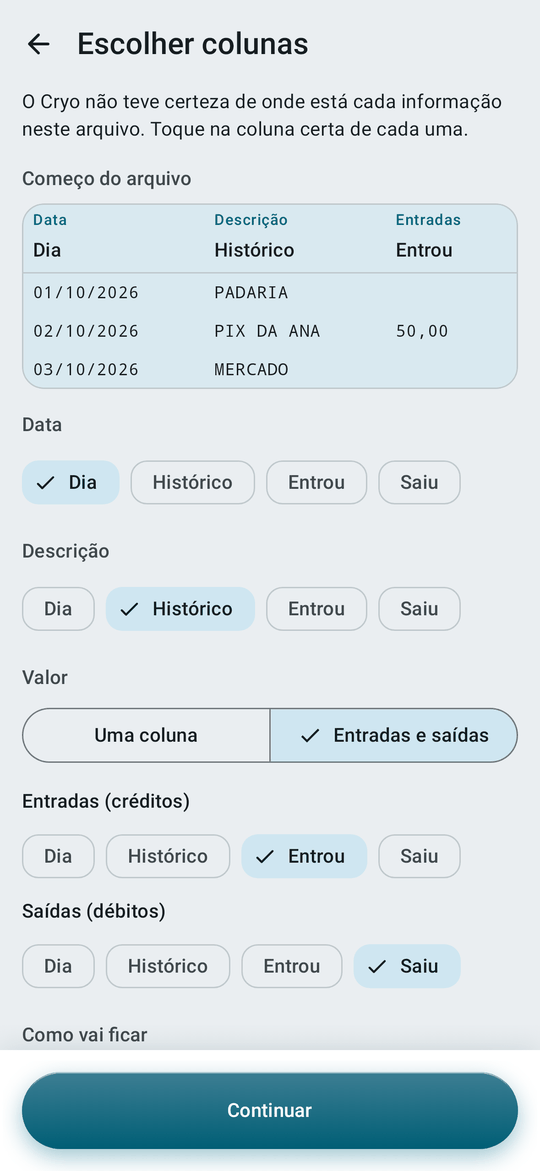 Escolher colunas
O Cryo não teve certeza de onde está cada informação
neste arquivo. Toque na coluna certa de cada uma.
Começo do arquivo
Data Descrição Entradas
Dia Histórico Entrou
01/10/2026 PADARIA
02/10/2026 PIX DA ANA 50,00
03/10/2026 MERCADO
Data
Dia Histórico Entrou Saiu
Descrição
Dia Histórico Entrou Saiu
Valor
Uma coluna Entradas e saídas
Entradas (créditos)
Dia Histórico Entrou Saiu
Saídas (débitos)
Dia Histórico Entrou Saiu
Como vai ficar
Continuar